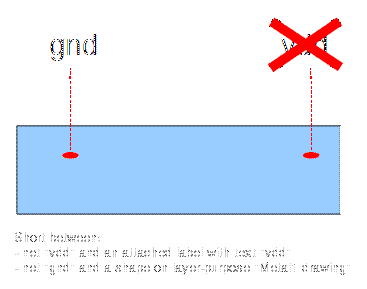 gnd
vdd
Short between:
- net "vdd" and an attached label with text "vdd"
- net "gnd" and a shape on layer-purpose "Metal1 drawing"